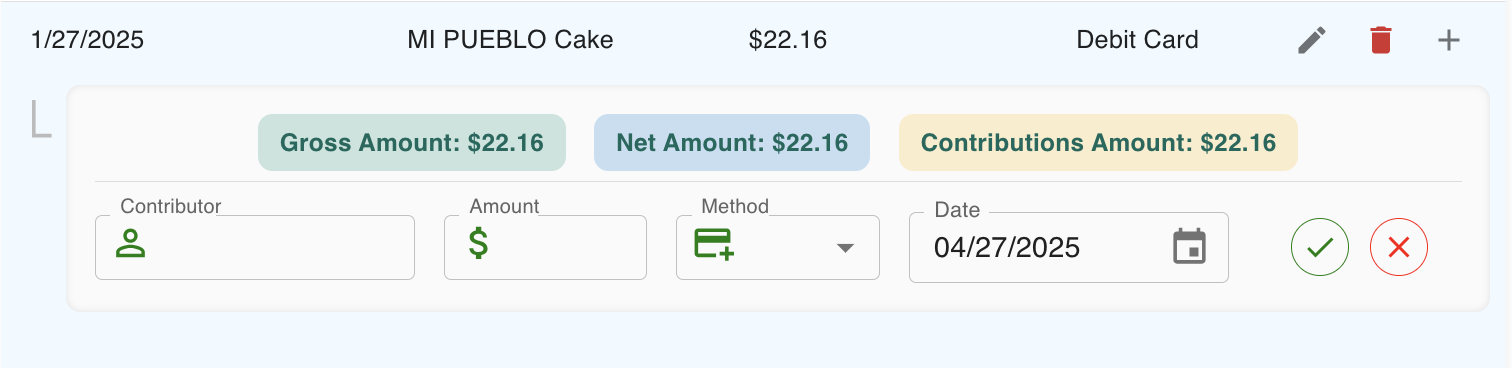 1/27/2025 MI PUEBLO Cake $22.16 Debit Card
Gross Amount: $22.16 Net Amount: $22.16 Contributions Amount: $22.16
Contributor Amount Method Date
04/27/2025